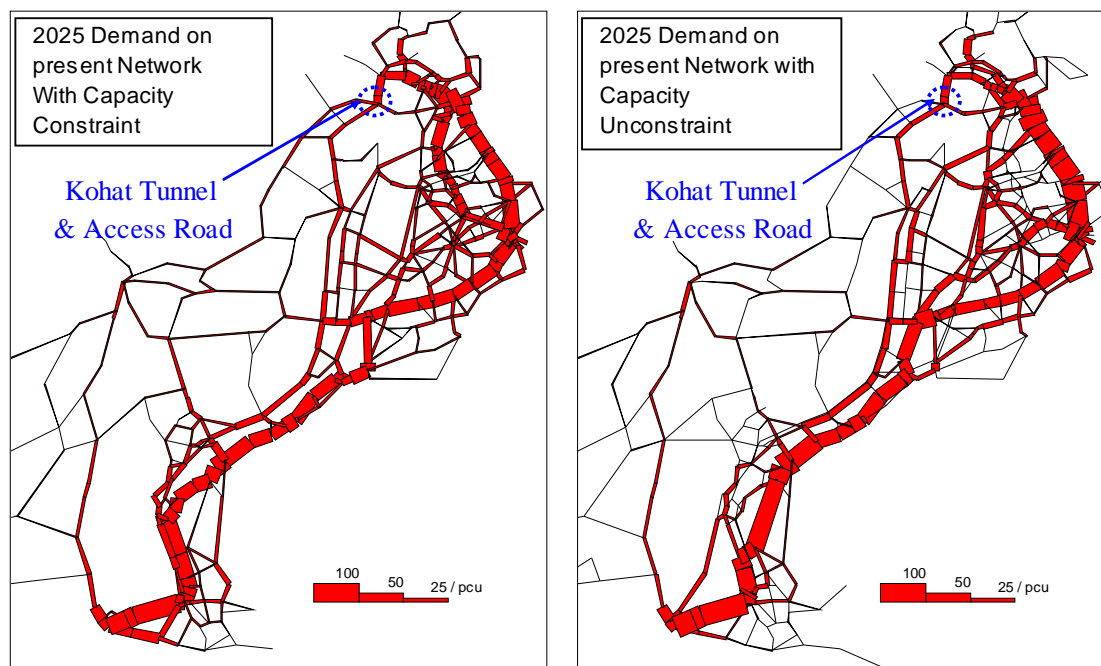 2025 Demand on
present Network
With Capacity
Constraint
Kohat Tunnel
& Access Road
100
50
25 / pcu
2025 Demand on
present Network with
Capacity
Unconstraint
Kohat Tunnel
& Access Road
100
50
25 / pcu